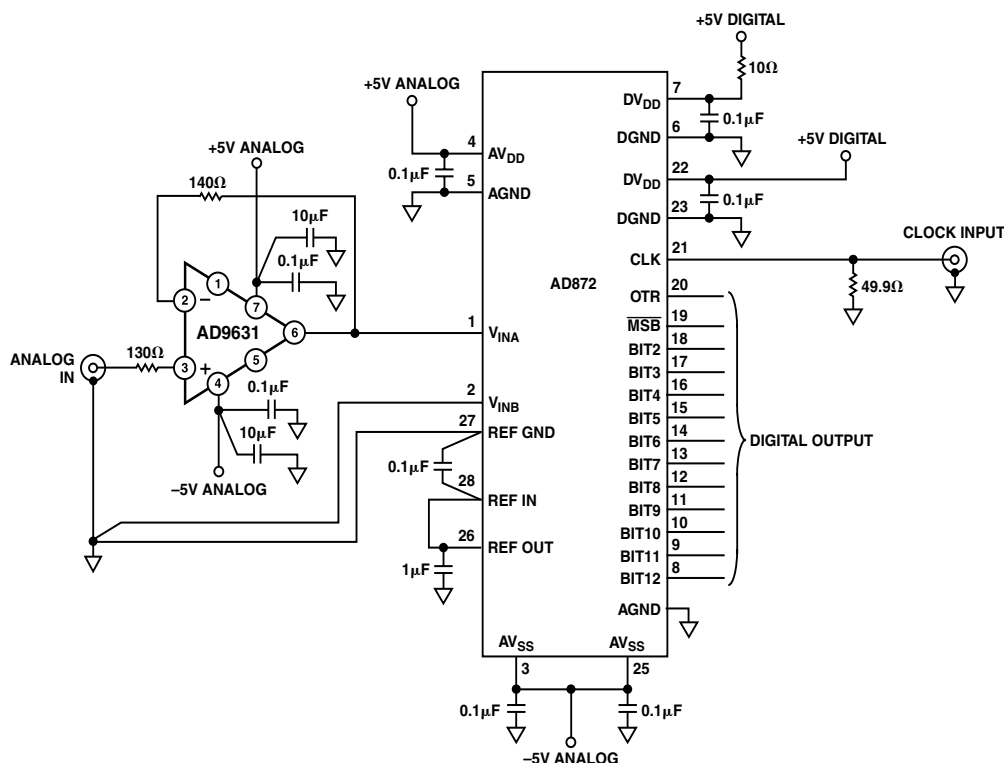 +5V DIGITAL
10Ω
+5V ANALOG
7
DV_DD
0.1μF
6
DGND
+5V DIGITAL
4
AV_DD
0.1μF
5
AGND
22
DV_DD
0.1μF
23
DGND
+5V ANALOG
140Ω
10μF
0.1μF
21
CLK
CLOCK INPUT
49.9Ω
AD872
20
OTR
19
M̅S̅B̅
18
BIT2
17
BIT3
16
BIT4
15
BIT5
14
BIT6
13
BIT7
12
BIT8
11
BIT9
10
BIT10
9
BIT11
8
BIT12
DIGITAL OUTPUT
AGND
1
2
−
7
AD9631
6
1
V_INA
ANALOG
IN
130Ω
3
+
5
4
0.1μF
10μF
–5V ANALOG
2
V_INB
27
REF GND
0.1μF
28
REF IN
26
REF OUT
1μF
AV_SS
3
AV_SS
25
0.1μF
0.1μF
–5V ANALOG